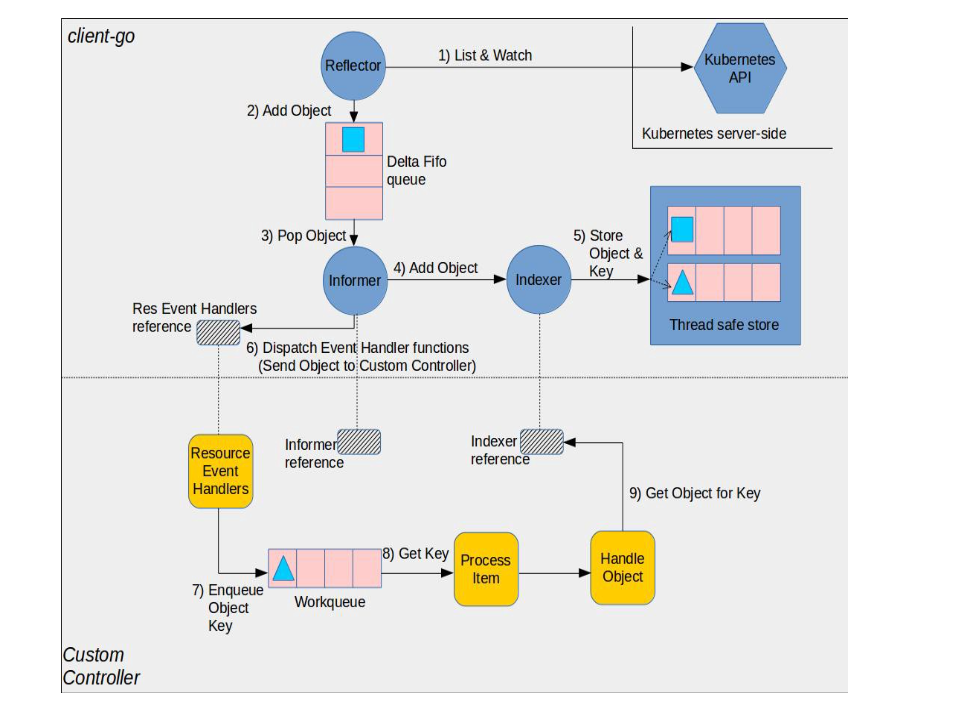 client-go
1) List & Watch
Reflector
Kubernetes
API
2) Add Object
Kubernetes server-side
Delta Fifo
queue
3) Pop Object
5) Store
Object &
Key
4) Add Object
Informer
Indexer
Res Event Handlers
reference
Thread safe store
6) Dispatch Event Handler functions
(Send Object to Custom Controller)
Resource
Event
Handlers
Informer
reference
Indexer
reference
9) Get Object for Key
8) Get Key
Process
Item
Handle
Object
7) Enqueue
Object
Key
Workqueue
Custom
Controller